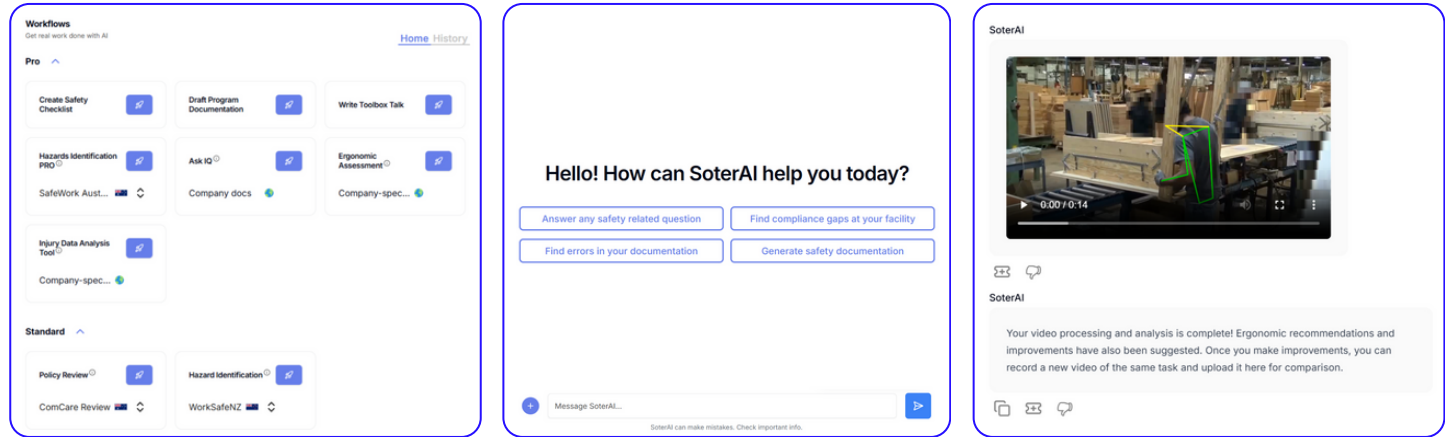 Workflows
Get real work done with AI
Home History
Pro
Create Safety
Checklist
Draft Program
Documentation
Write Toolbox Talk
Hazards Identification
PRO
SafeWork Aust...
Ask IQ
Company docs
Ergonomic
Assessment
Company-spec...
Injury Data Analysis
Tool
Company-spec...
Standard
Policy Review
ComCare Review
Hazard Identification
WorkSafeNZ
Hello! How can SoterAI help you today?
Answer any safety related question
Find compliance gaps at your facility
Find errors in your documentation
Generate safety documentation
Message SoterAI...
SoterAI can make mistakes. Check important info.
SoterAI
0:00 / 0:14
SoterAI
Your video processing and analysis is complete! Ergonomic recommendations and
improvements have also been suggested. Once you make improvements, you can
record a new video of the same task and upload it here for comparison.